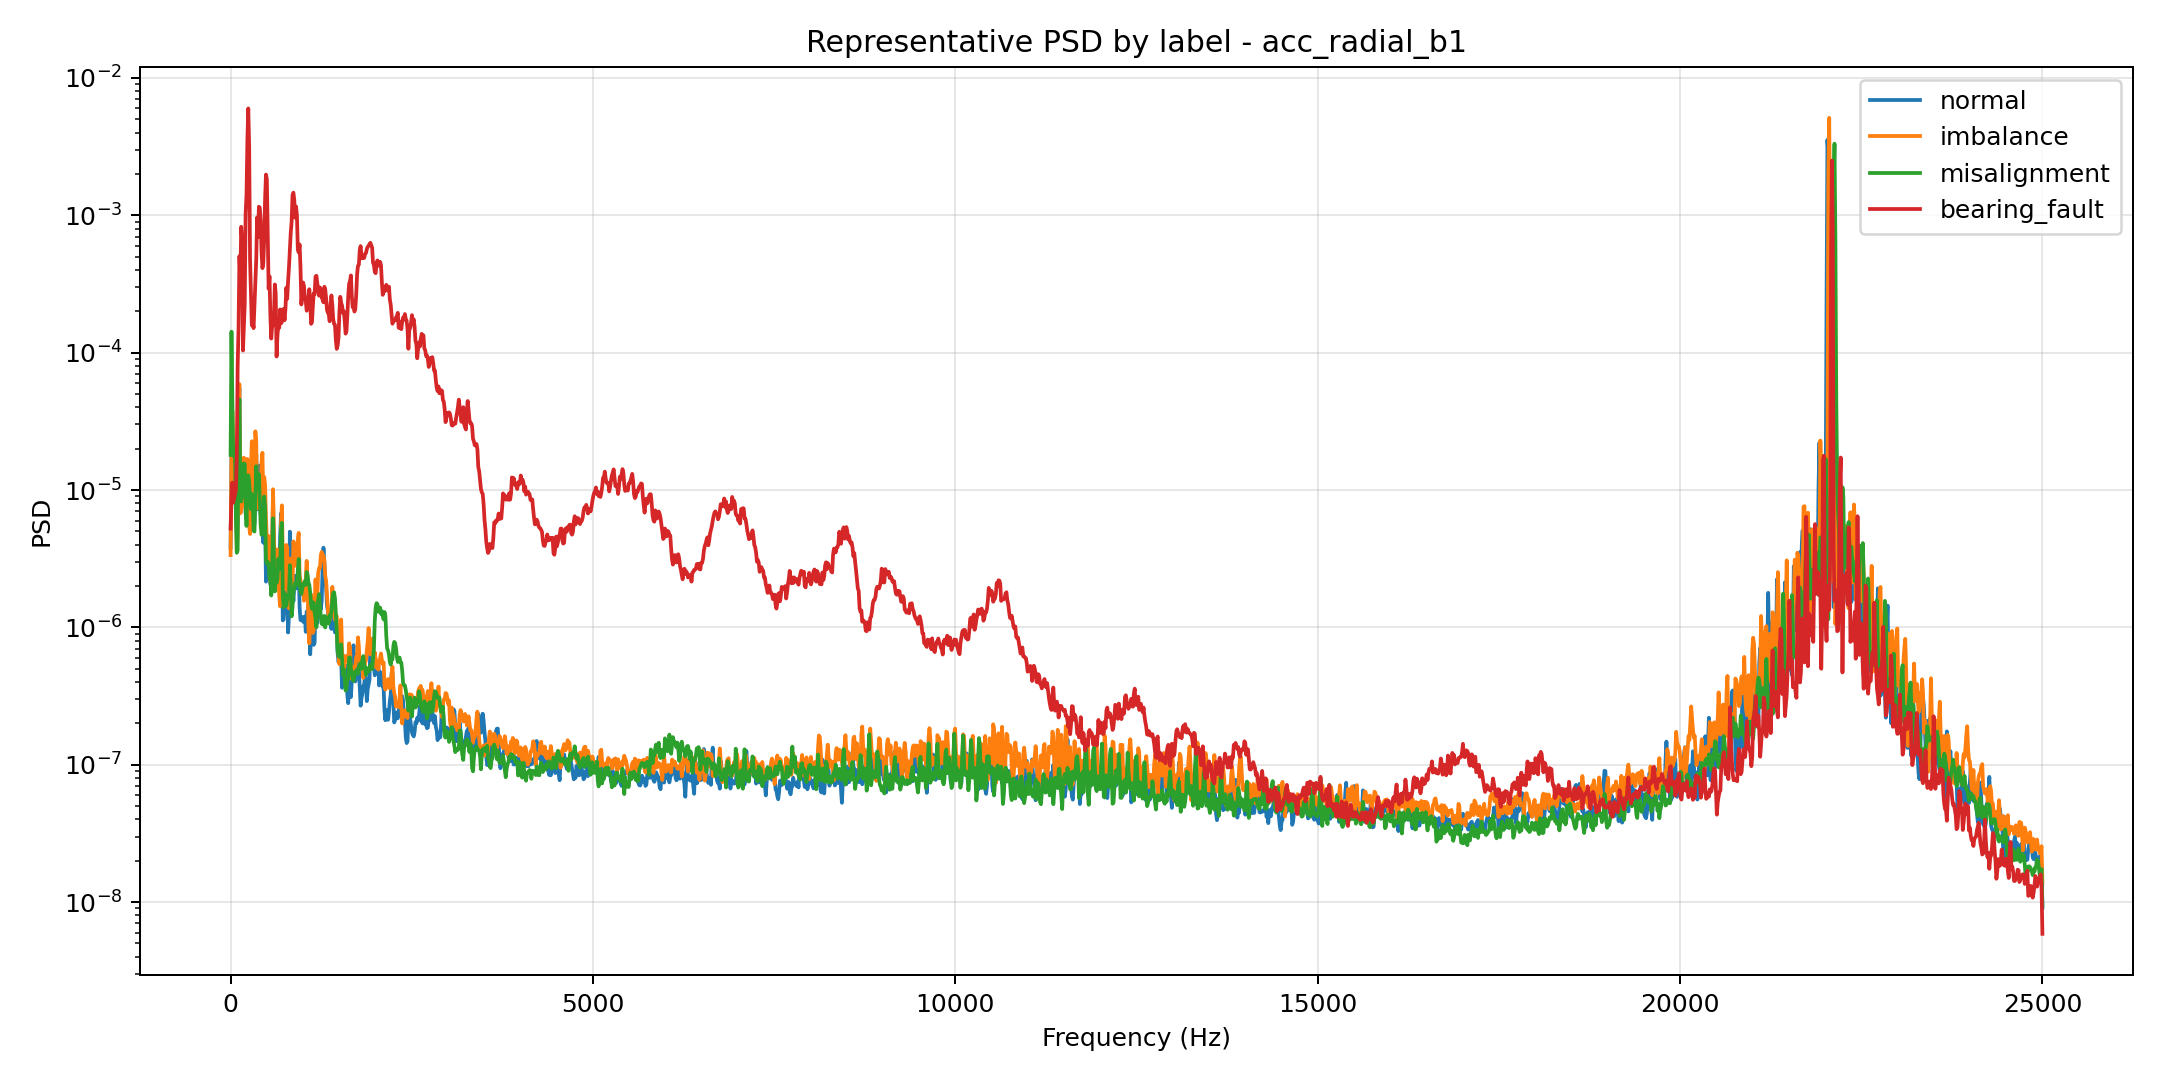 Representative PSD by label - acc_radial_b1
normal
imbalance
misalignment
bearing_fault
PSD
10⁻²
10⁻³
10⁻⁴
10⁻⁵
10⁻⁶
10⁻⁷
10⁻⁸
0 5000 10000 15000 20000 25000
Frequency (Hz)